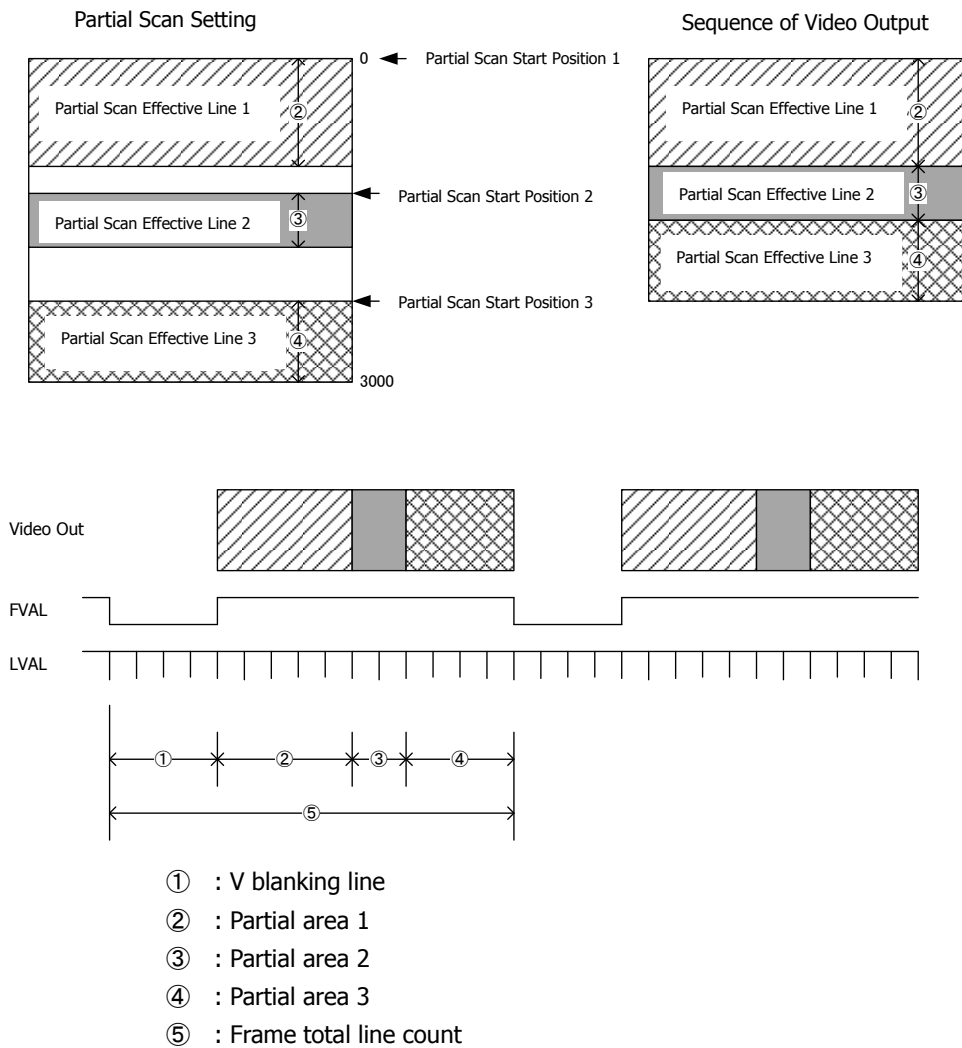 Partial Scan Setting
Sequence of Video Output
0
Partial Scan Start Position 1
Partial Scan Effective Line 1
②
Partial Scan Effective Line 1
②
Partial Scan Start Position 2
Partial Scan Effective Line 2
③
Partial Scan Effective Line 2
③
Partial Scan Effective Line 3
④
Partial Scan Start Position 3
Partial Scan Effective Line 3
④
3000
Video Out
FVAL
LVAL
① ② ③ ④
⑤
① : V blanking line
② : Partial area 1
③ : Partial area 2
④ : Partial area 3
⑤ : Frame total line count